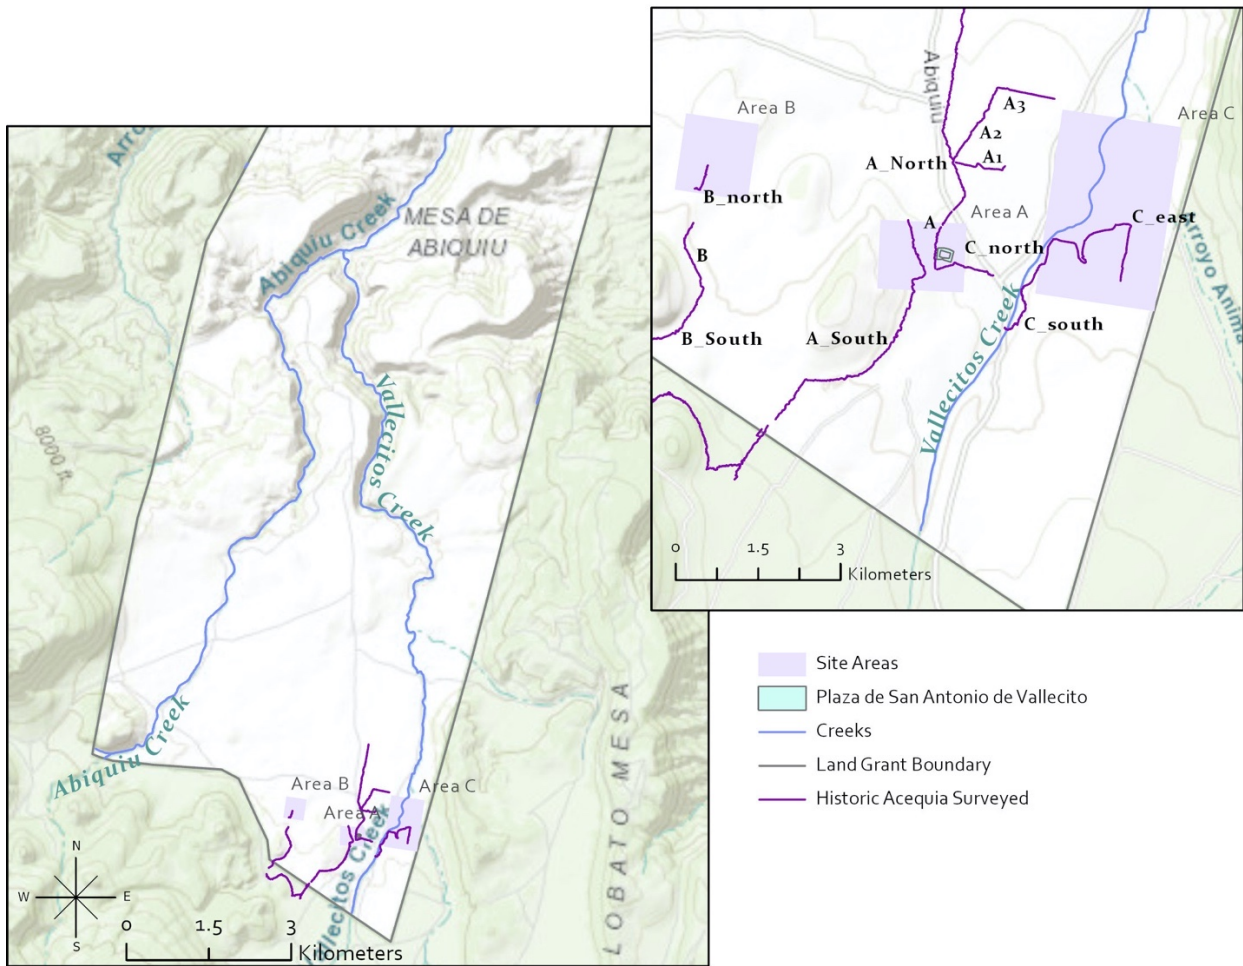 Arro
Abiquiu Creek
MESA DE
ABIQUIU
Vallecitos Creek
8000 ft
Abiquiu Creek
Area B
Area C
Area A
Vallecitos Creek
LOBATO MESA
N
W
E
S
0
1.5
3
Kilometers
Abiquiu
Area B
A3
Area C
A2
A_North
A1
B_north
A
Area A
C_east
B
C_north
Arroyo Anima
B_South
A_South
C_south
Vallecitos Creek
0
1.5
3
Kilometers
Site Areas
Plaza de San Antonio de Vallecito
Creeks
Land Grant Boundary
Historic Acequia Surveyed